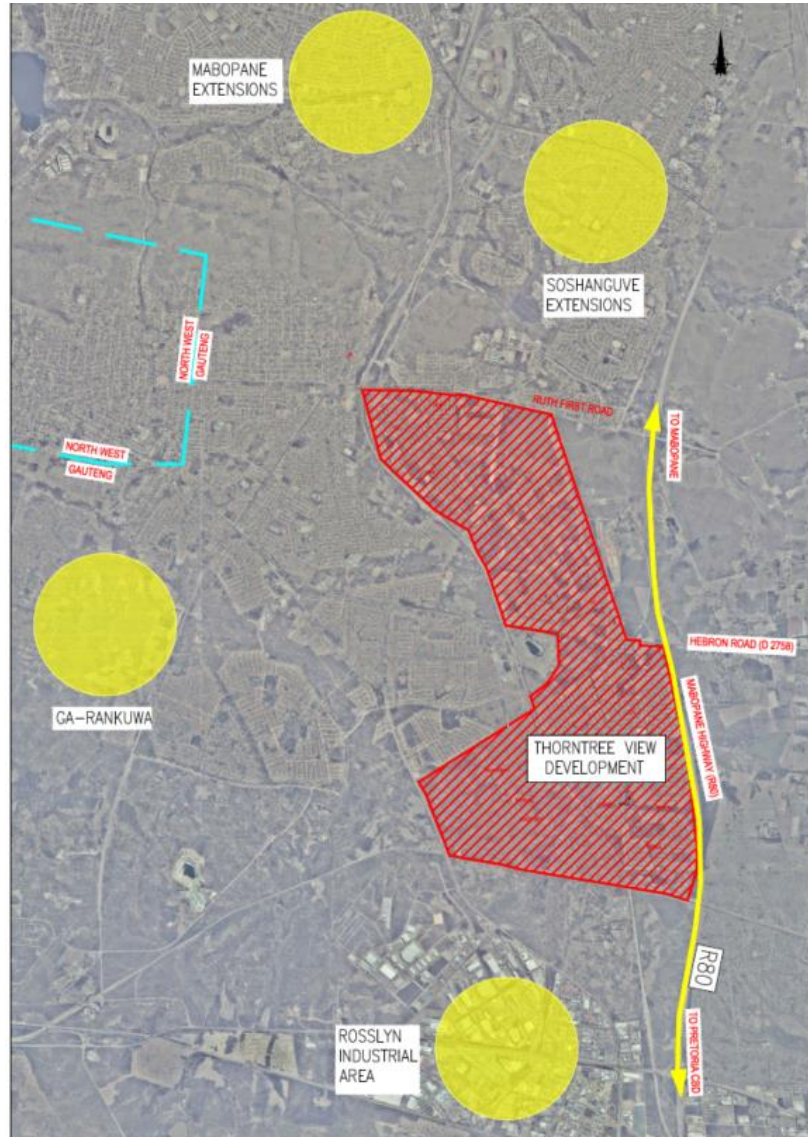 MABOPANE
EXTENSIONS
SOSHANGUVE
EXTENSIONS
NORTH WEST
GAUTENG
RUTH FIRST ROAD
TO MABOPANE
NORTH WEST
GAUTENG
HEBRON ROAD (D 2758)
GA-RANKUWA
MABOPANE HIGHWAY (R80)
THORNTREE VIEW
DEVELOPMENT
R80
ROSSLYN
INDUSTRIAL
AREA
TO PRETORIA CBD